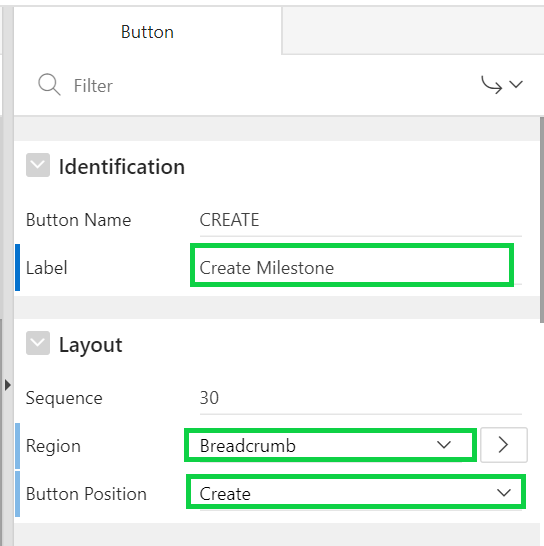 Button
Filter
Identification
Button Name CREATE
Label Create Milestone
Layout
Sequence 30
Region Breadcrumb
Button Position Create